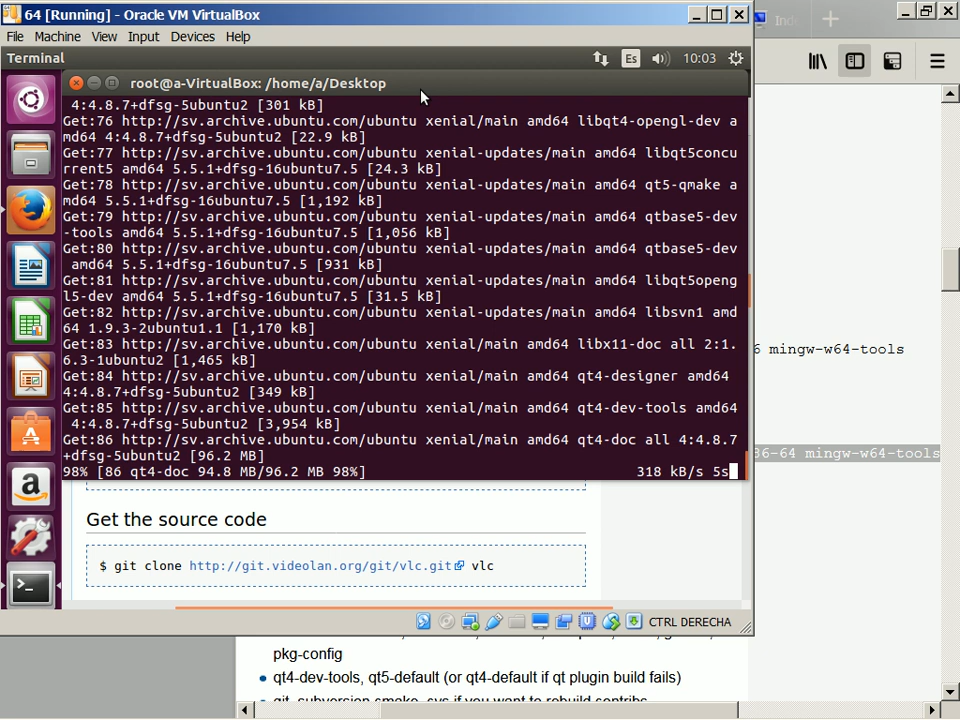 64 [Running] - Oracle VM VirtualBox
File Machine View Input Devices Help
Terminal
Es
10:03
root@a-VirtualBox: /home/a/Desktop
4:4.8.7+dfsg-5ubuntu2 [301 kB]
Get:76 http://sv.archive.ubuntu.com/ubuntu xenial/main amd64 libqt4-opengl-dev a
md64 4:4.8.7+dfsg-5ubuntu2 [22.9 kB]
Get:77 http://sv.archive.ubuntu.com/ubuntu xenial-updates/main amd64 libqt5concu
rrent5 amd64 5.5.1+dfsg-16ubuntu7.5 [24.3 kB]
Get:78 http://sv.archive.ubuntu.com/ubuntu xenial-updates/main amd64 qt5-qmake a
md64 5.5.1+dfsg-16ubuntu7.5 [1,192 kB]
Get:79 http://sv.archive.ubuntu.com/ubuntu xenial-updates/main amd64 qtbase5-dev
-tools amd64 5.5.1+dfsg-16ubuntu7.5 [1,056 kB]
Get:80 http://sv.archive.ubuntu.com/ubuntu xenial-updates/main amd64 qtbase5-dev
amd64 5.5.1+dfsg-16ubuntu7.5 [931 kB]
Get:81 http://sv.archive.ubuntu.com/ubuntu xenial-updates/main amd64 libqt5openg
l5-dev amd64 5.5.1+dfsg-16ubuntu7.5 [31.5 kB]
Get:82 http://sv.archive.ubuntu.com/ubuntu xenial-updates/main amd64 libsvn1 amd
64 1.9.3-2ubuntu1.1 [1,170 kB]
Get:83 http://sv.archive.ubuntu.com/ubuntu xenial-updates/main amd64 libx11-doc all 2:1.
6.3-1ubuntu2 [1,465 kB]
Get:84 http://sv.archive.ubuntu.com/ubuntu xenial/main amd64 qt4-designer amd64
4:4.8.7+dfsg-5ubuntu2 [349 kB]
Get:85 http://sv.archive.ubuntu.com/ubuntu xenial/main amd64 qt4-dev-tools amd64
4:4.8.7+dfsg-5ubuntu2 [3,954 kB]
Get:86 http://sv.archive.ubuntu.com/ubuntu xenial/main amd64 qt4-doc all 4:4.8.7
+dfsg-5ubuntu2 [96.2 MB]
98% [86 qt4-doc 94.8 MB/96.2 MB 98%] 318 kB/s 5s
6 mingw-w64-tools
86-64 mingw-w64-tools
Get the source code
$ git clone http://git.videolan.org/git/vlc.git vlc
CTRL DERECHA
pkg-config
qt4-dev-tools, qt5-default (or qt4-default if qt plugin build fails)